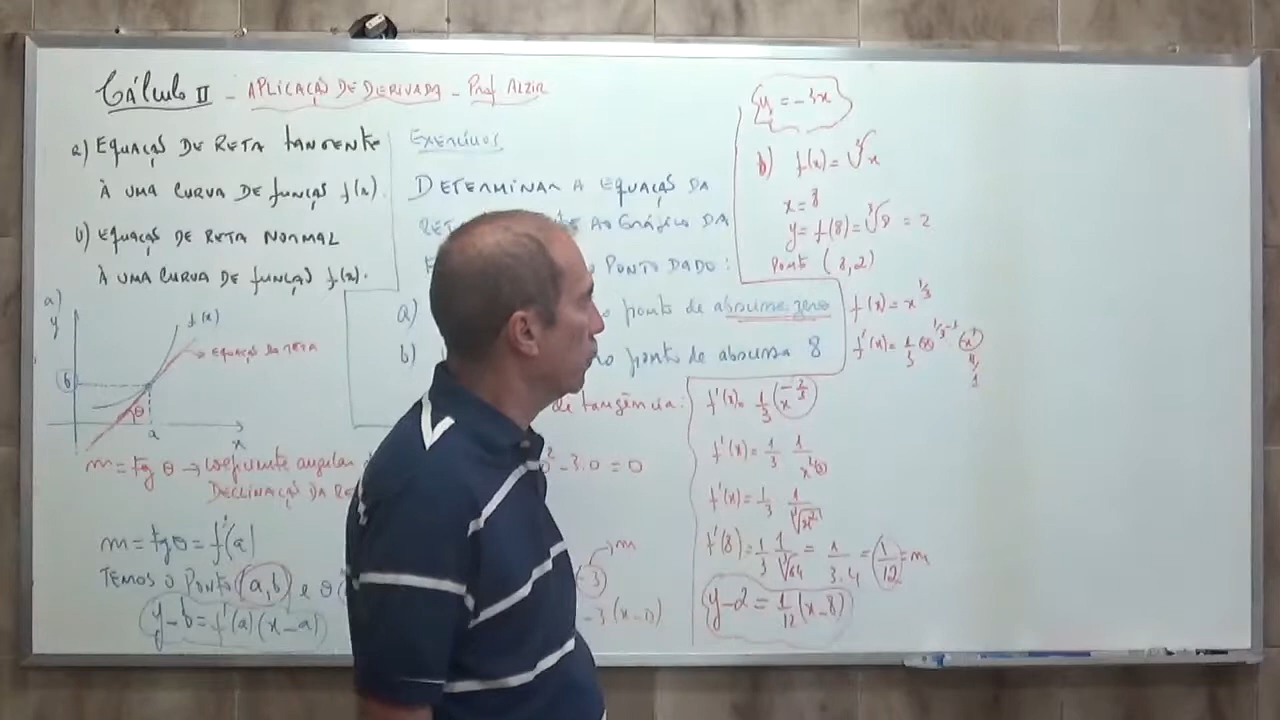 CÁLCULO II - APLICAÇÃO DE DERIVADA - Prof ALZIR
a) EQUAÇÃO DE RETA TANGENTE
À UMA CURVA DE FUNÇÃO f(x).
b) EQUAÇÃO DE RETA NORMAL
À UMA CURVA DE FUNÇÃO f(x).
a)
y
f(x)
EQUAÇÃO DA RETA
b
θ
a
x
m = tg θ → coeficiente angular
DECLINAÇÃO DA RE
m = tg θ = f'(a)
TEMOS O PONTO (a,b) e θ
y-b = f'(a)(x-a)
EXERCÍCIOS
DETERMINAR A EQUAÇÃO DA
AO GRÁFICO DA
PONTO DADO:
a) ponto de abscissa zero
b) no ponto de abscissa 8
de tangência:
² - 3.0 = 0
-3 → m
-3(x-0)
y = -3x
b) f(x) = ∛x
x = 8
y = f(8) = ∛8 = 2
PONTO (8,2)
f(x) = x^{1/3}
f'(x) = 1/3 (x)^{1/3-1} (x)'
1
f'(x) = 1/3 x^{-2/3}
f'(x) = 1/3 1/x^{2/3}
f'(x) = 1/3 1/∛x²
f'(8) = 1/3 1/∛64 = 1/3.4 = 1/12 = m
y-2 = 1/12 (x-8)